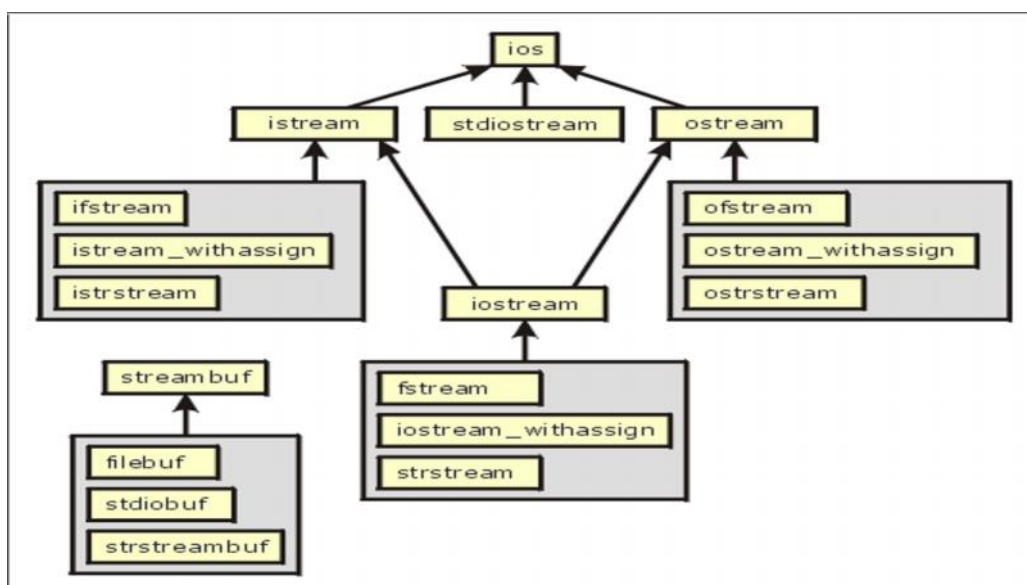 ios
istream
stdiostream
ostream
ifstream
istream_withassign
istrstream
ofstream
ostream_withassign
ostrstream
iostream
streambuf
fstream
iostream_withassign
strstream
filebuf
stdiobuf
strstreambuf